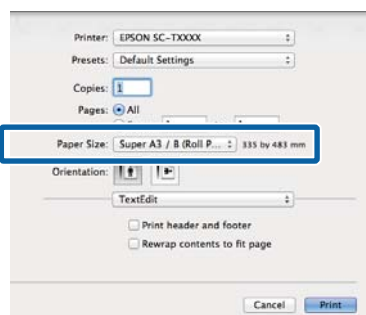 Printer: EPSON SC-TXXXX
Presets: Default Settings
Copies: 1
Pages: All
Paper Size: Super A3 / B (Roll P... 335 by 483 mm
Orientation:
TextEdit
Print header and footer
Rewrap contents to fit page
Cancel Print